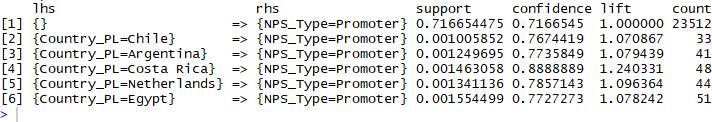 lhs rhs support confidence lift count
[1] {} => {NPS_Type=Promoter} 0.716654475 0.7166545 1.000000 23512
[2] {Country_PL=Chile} => {NPS_Type=Promoter} 0.001005852 0.7674419 1.070867 33
[3] {Country_PL=Argentina} => {NPS_Type=Promoter} 0.001249695 0.7735849 1.079439 41
[4] {Country_PL=Costa Rica} => {NPS_Type=Promoter} 0.001463058 0.8888889 1.240331 48
[5] {Country_PL=Netherlands} => {NPS_Type=Promoter} 0.001341136 0.7857143 1.096364 44
[6] {Country_PL=Egypt} => {NPS_Type=Promoter} 0.001554499 0.7727273 1.078242 51
>